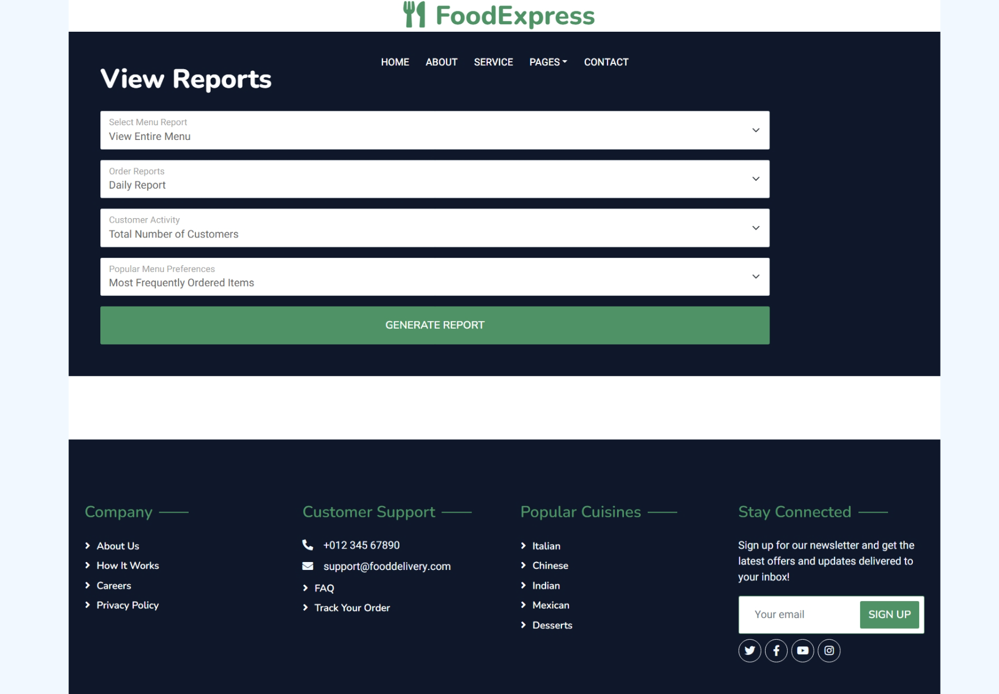 FoodExpress
HOME ABOUT SERVICE PAGES CONTACT
View Reports
Select Menu Report
View Entire Menu
Order Reports
Daily Report
Customer Activity
Total Number of Customers
Popular Menu Preferences
Most Frequently Ordered Items
GENERATE REPORT
Company
About Us
How It Works
Careers
Privacy Policy
Customer Support
+012 345 67890
support@fooddelivery.com
FAQ
Track Your Order
Popular Cuisines
Italian
Chinese
Indian
Mexican
Desserts
Stay Connected
Sign up for our newsletter and get the
latest offers and updates delivered to
your inbox!
Your email SIGN UP